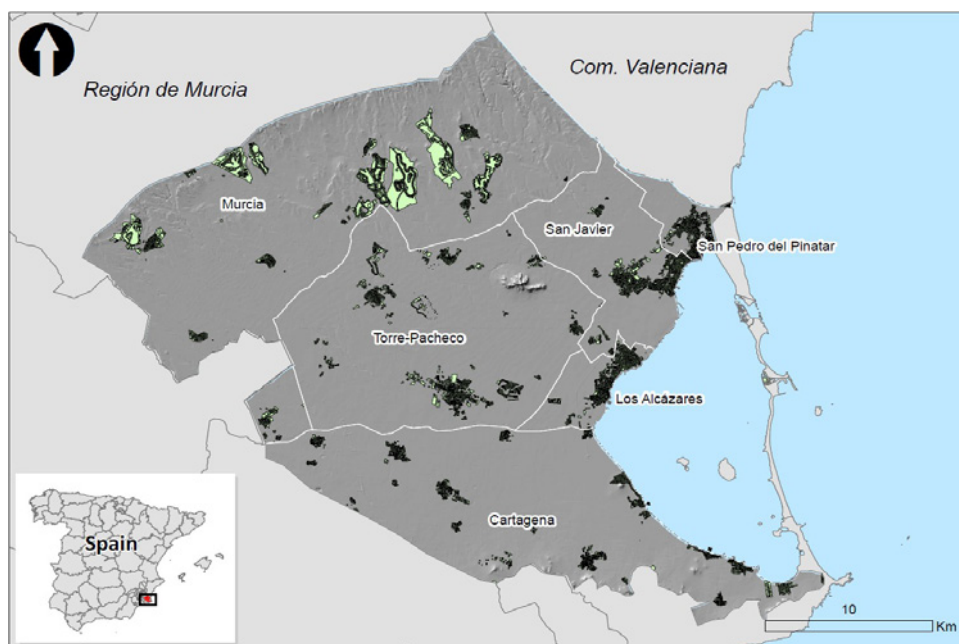 Com. Valenciana
Región de Murcia
Murcia
San Javier
San Pedro del Pinatar
Torre-Pacheco
Los Alcázares
Cartagena
Spain
10
Km